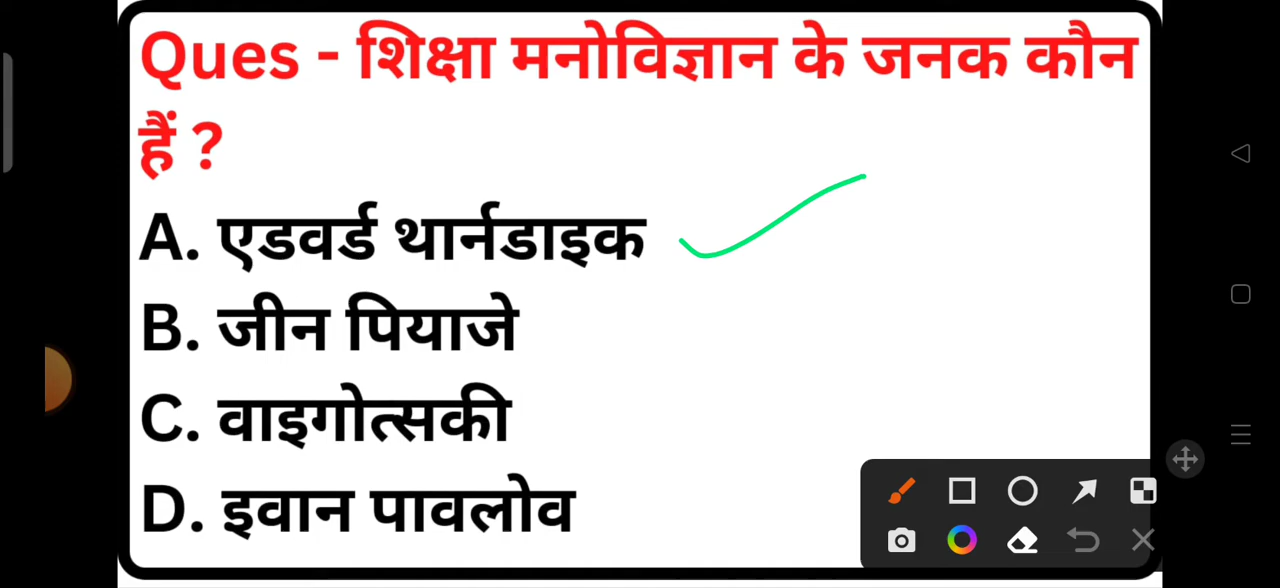 Ques - शिक्षा मनोविज्ञान के जनक कौन
हैं ?
A. एडवर्ड थार्नडाइक
B. जीन पियाजे
C. वाइगोत्सकी
D. इवान पावलोव